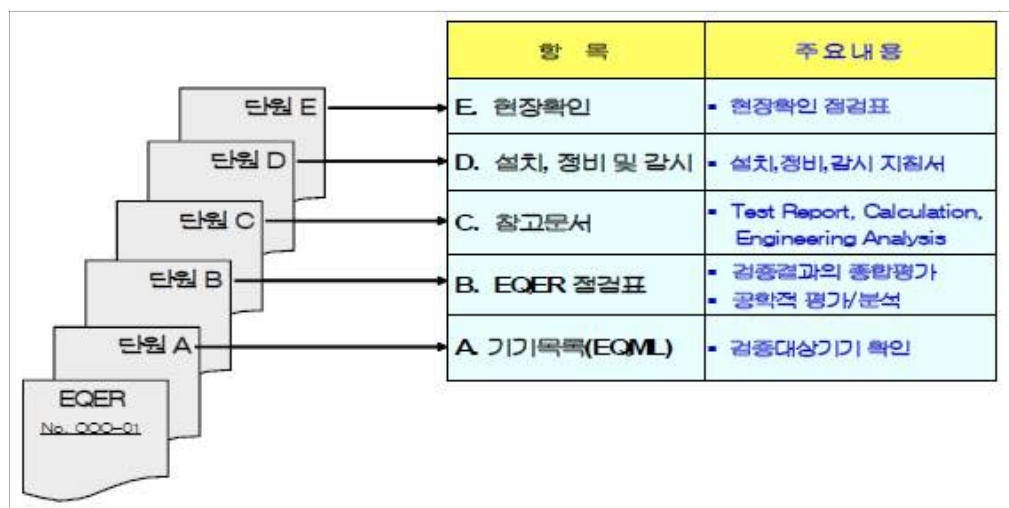 항 목
주요내용
단원 E
E. 현장확인
▪ 현장확인 점검표
단원 D
D. 설치, 정비 및 감시
▪ 설치,정비,감시 지침서
단원 C
C. 참고문서
▪ Test Report, Calculation,
Engineering Analysis
단원 B
B. EQER 점검표
▪ 검증결과의 종합평가
▪ 공학적 평가/분석
단원 A
A. 기기목록(EQML)
▪ 검증대상기기 확인
EQER
No. OOO-01